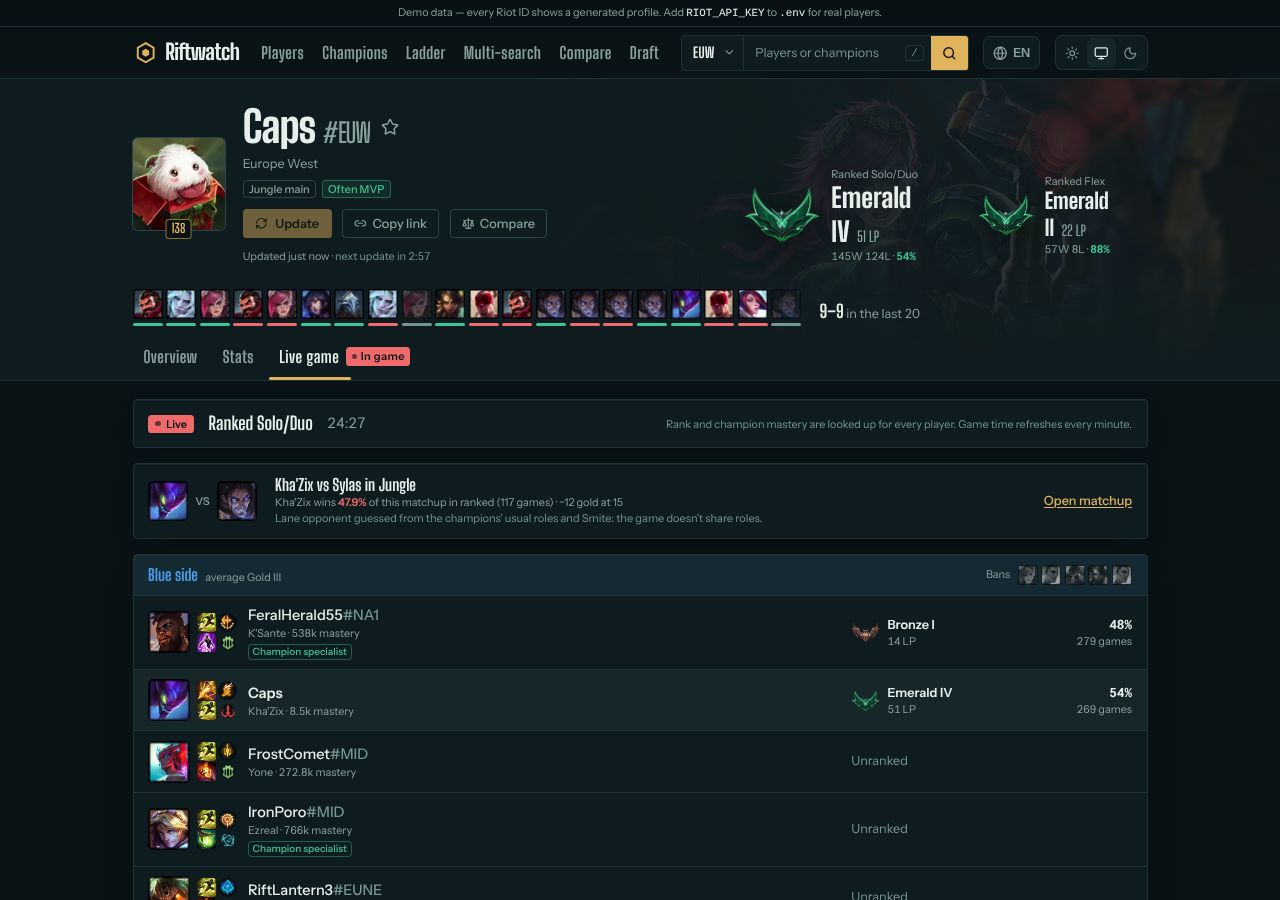 Demo data — every Riot ID shows a generated profile. Add RIOT_API_KEY to .env for real players.
Riftwatch
Players
Champions
Ladder
Multi-search
Compare
Draft
EUW
Players or champions
/
EN
Caps #EUW
Europe West
Jungle main
Often MVP
138
Update
Copy link
Compare
Updated just now · next update in 2:57
Ranked Solo/Duo
Emerald
IV 51 LP
145W 124L · 54%
Ranked Flex
Emerald
II 22 LP
57W 8L · 88%
9–9 in the last 20
Overview
Stats
Live game
In game
Live
Ranked Solo/Duo
24:27
Rank and champion mastery are looked up for every player. Game time refreshes every minute.
VS
Kha'Zix vs Sylas in Jungle
Kha'Zix wins 47.9% of this matchup in ranked (117 games) · −12 gold at 15
Lane opponent guessed from the champions' usual roles and Smite: the game doesn't share roles.
Open matchup
Blue side average Gold III
Bans
FeralHerald55#NA1
K'Sante · 538k mastery
Champion specialist
Bronze I
14 LP
48%
279 games
Caps
Kha'Zix · 8.5k mastery
Emerald IV
51 LP
54%
269 games
FrostComet#MID
Yone · 272.8k mastery
Unranked
IronPoro#MID
Ezreal · 766k mastery
Champion specialist
Unranked
RiftLantern3#EUNE
Unranked